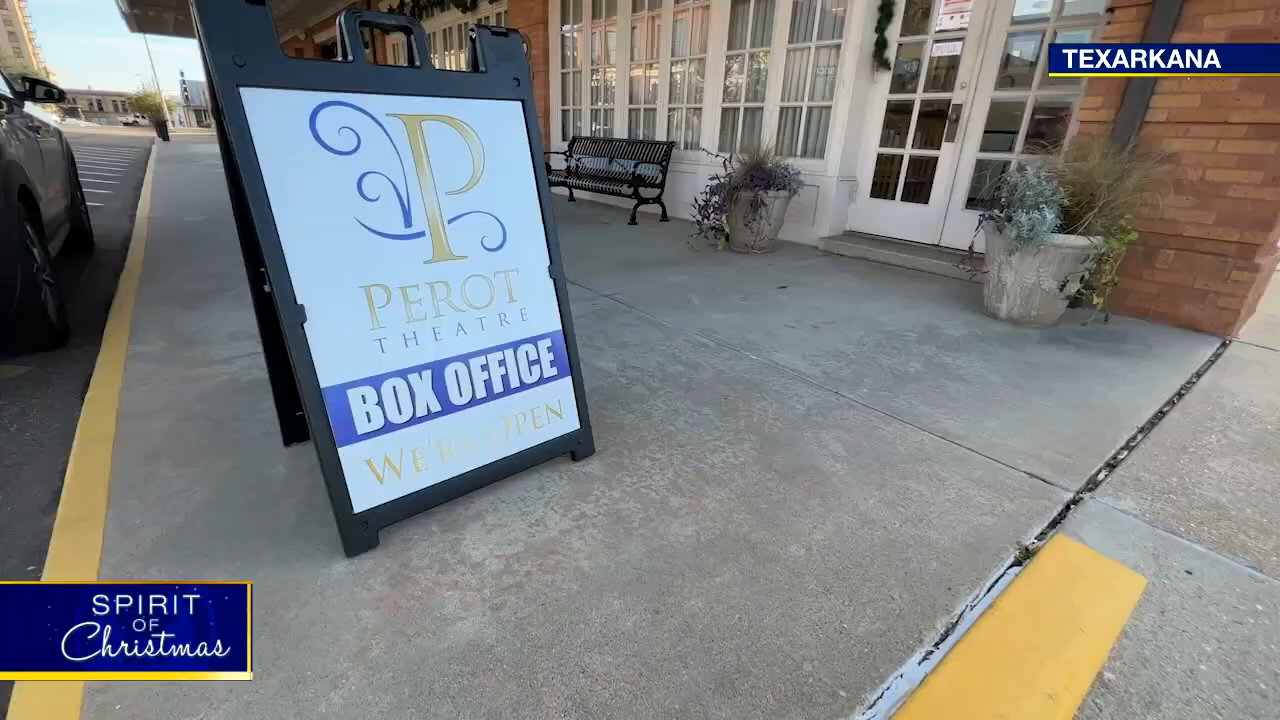 TEXARKANA
P
PEROT
THEATRE
BOX OFFICE
WE'RE OPEN
SPIRIT
OF
Christmas